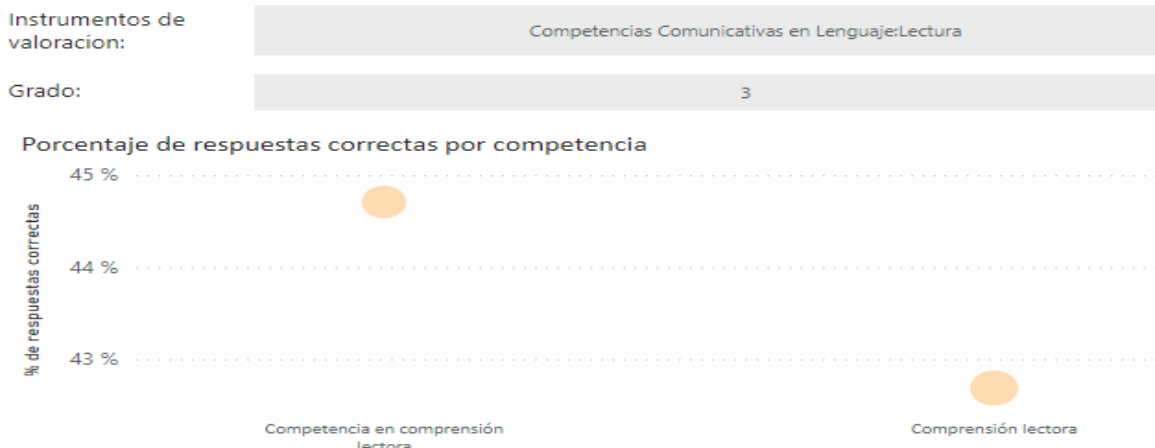 Instrumentos de
valoracion:
Competencias Comunicativas en Lenguaje:Lectura
Grado:
3
Porcentaje de respuestas correctas por competencia
45 %
44 %
43 %
% de respuestas correctas
Competencia en comprensión
lectora
Comprensión lectora